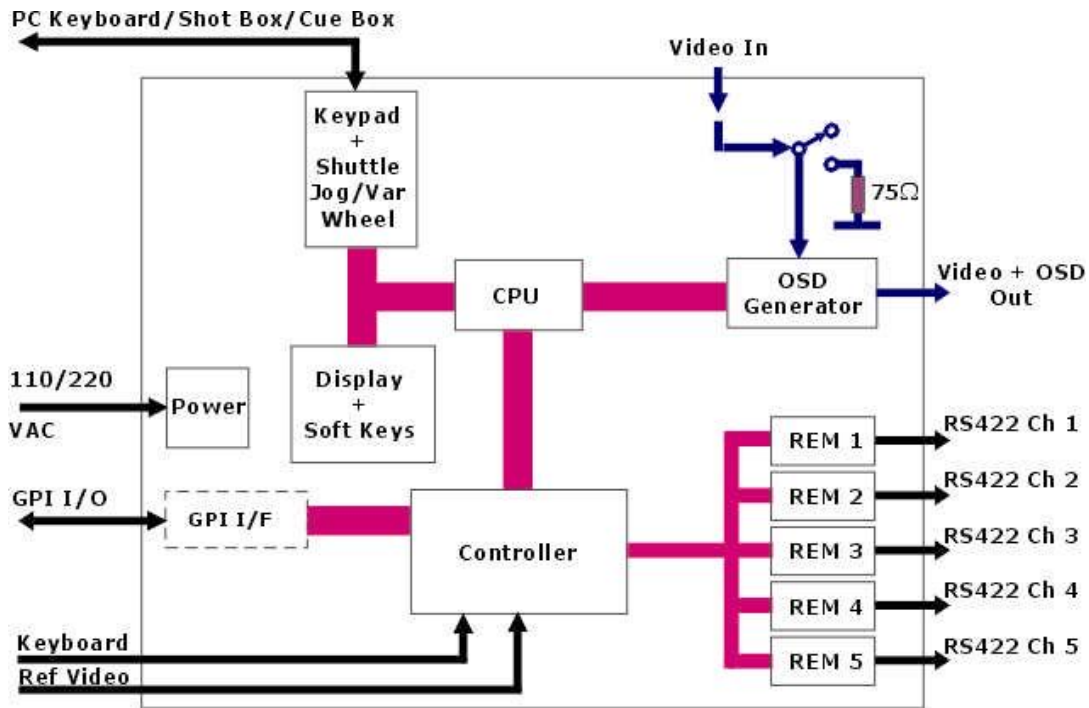 PC Keyboard/Shot Box/Cue Box
Video In
Keypad
+
Shuttle
Jog/Var
Wheel
75Ω
CPU
OSD
Generator
Video + OSD
Out
110/220
VAC
Power
Display
+
Soft Keys
GPI I/O
GPI I/F
Controller
REM 1
RS422 Ch 1
REM 2
RS422 Ch 2
REM 3
RS422 Ch 3
REM 4
RS422 Ch 4
REM 5
RS422 Ch 5
Keyboard
Ref Video